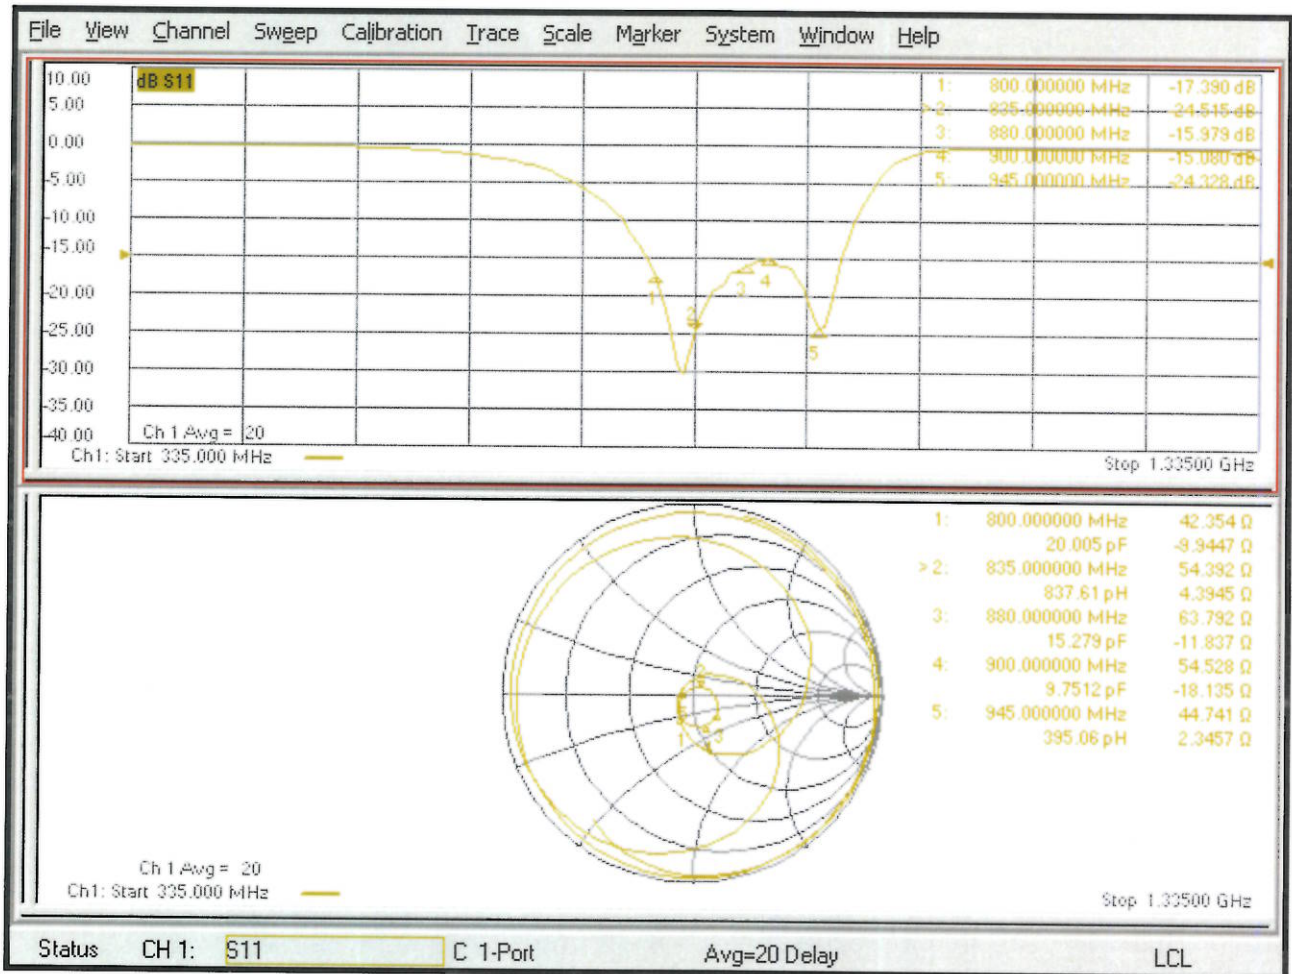 File View Channel Sweep Calibration Trace Scale Marker System Window Help
10.00 dB S11 1: 800.000000 MHz -17.390 dB
5.00 > 2: 835.000000 MHz -24.515 dB
0.00 3: 880.000000 MHz -15.979 dB
4: 900.000000 MHz -15.080 dB
-5.00 5: 945.000000 MHz -24.328 dB
-10.00
-15.00
-20.00
-25.00
-30.00
-35.00
-40.00
1
2
3
4
5
Ch 1 Avg = 20
Ch1: Start 335.000 MHz
Stop 1.33500 GHz
1: 800.000000 MHz 42.354 Ω
20.005 pF -9.9447 Ω
> 2: 835.000000 MHz 54.392 Ω
837.61 pH 4.3945 Ω
3: 880.000000 MHz 63.792 Ω
15.279 pF -11.837 Ω
4: 900.000000 MHz 54.528 Ω
9.7512 pF -18.135 Ω
5: 945.000000 MHz 44.741 Ω
395.06 pH 2.3457 Ω
2
1
3
Ch 1 Avg = 20
Ch1: Start 335.000 MHz
Stop 1.33500 GHz
Status CH 1: S11 C 1-Port Avg=20 Delay LCL